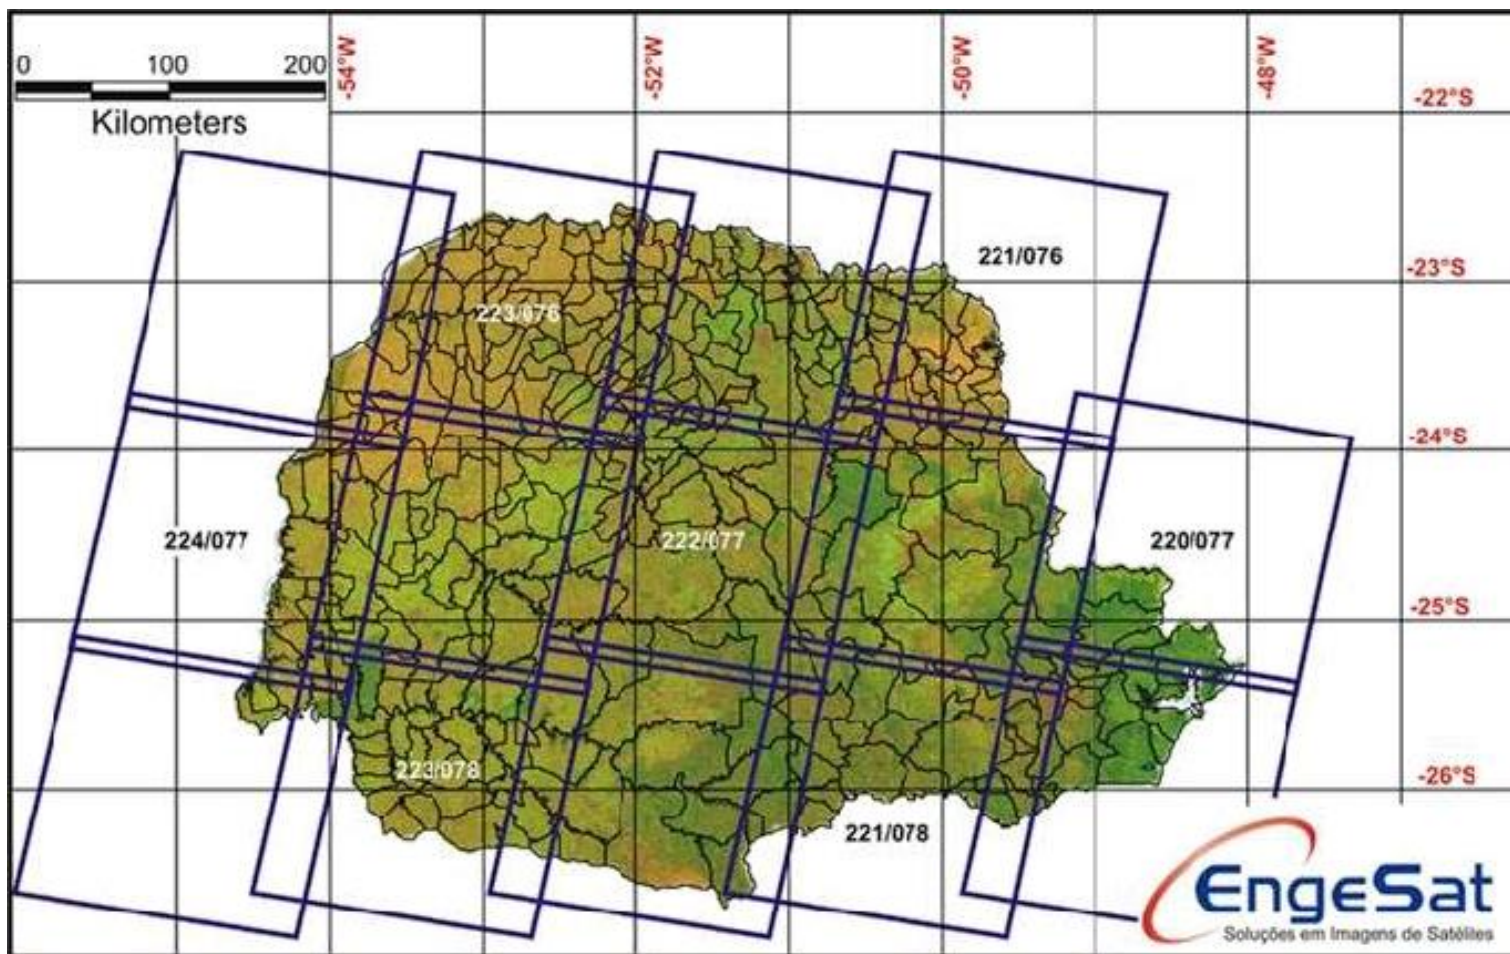 0 100 200
Kilometers
-54°W
-52°W
-50°W
-48°W
-22°S
221/076
-23°S
223/076
-24°S
224/077
222/077
220/077
-25°S
223/078
-26°S
221/078
EngeSat
Soluções em Imagens de Satélites